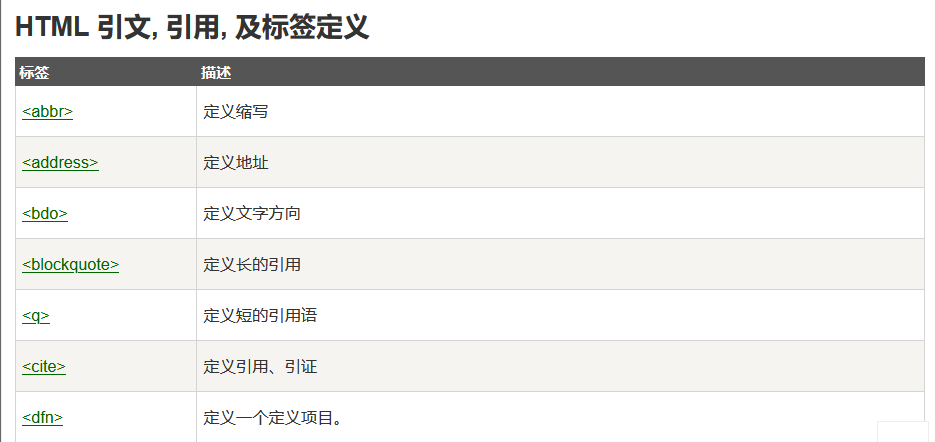 HTML 引文, 引用, 及标签定义
标签 描述
<abbr> 定义缩写
<address> 定义地址
<bdo> 定义文字方向
<blockquote> 定义长的引用
<q> 定义短的引用语
<cite> 定义引用、引证
<dfn> 定义一个定义项目。